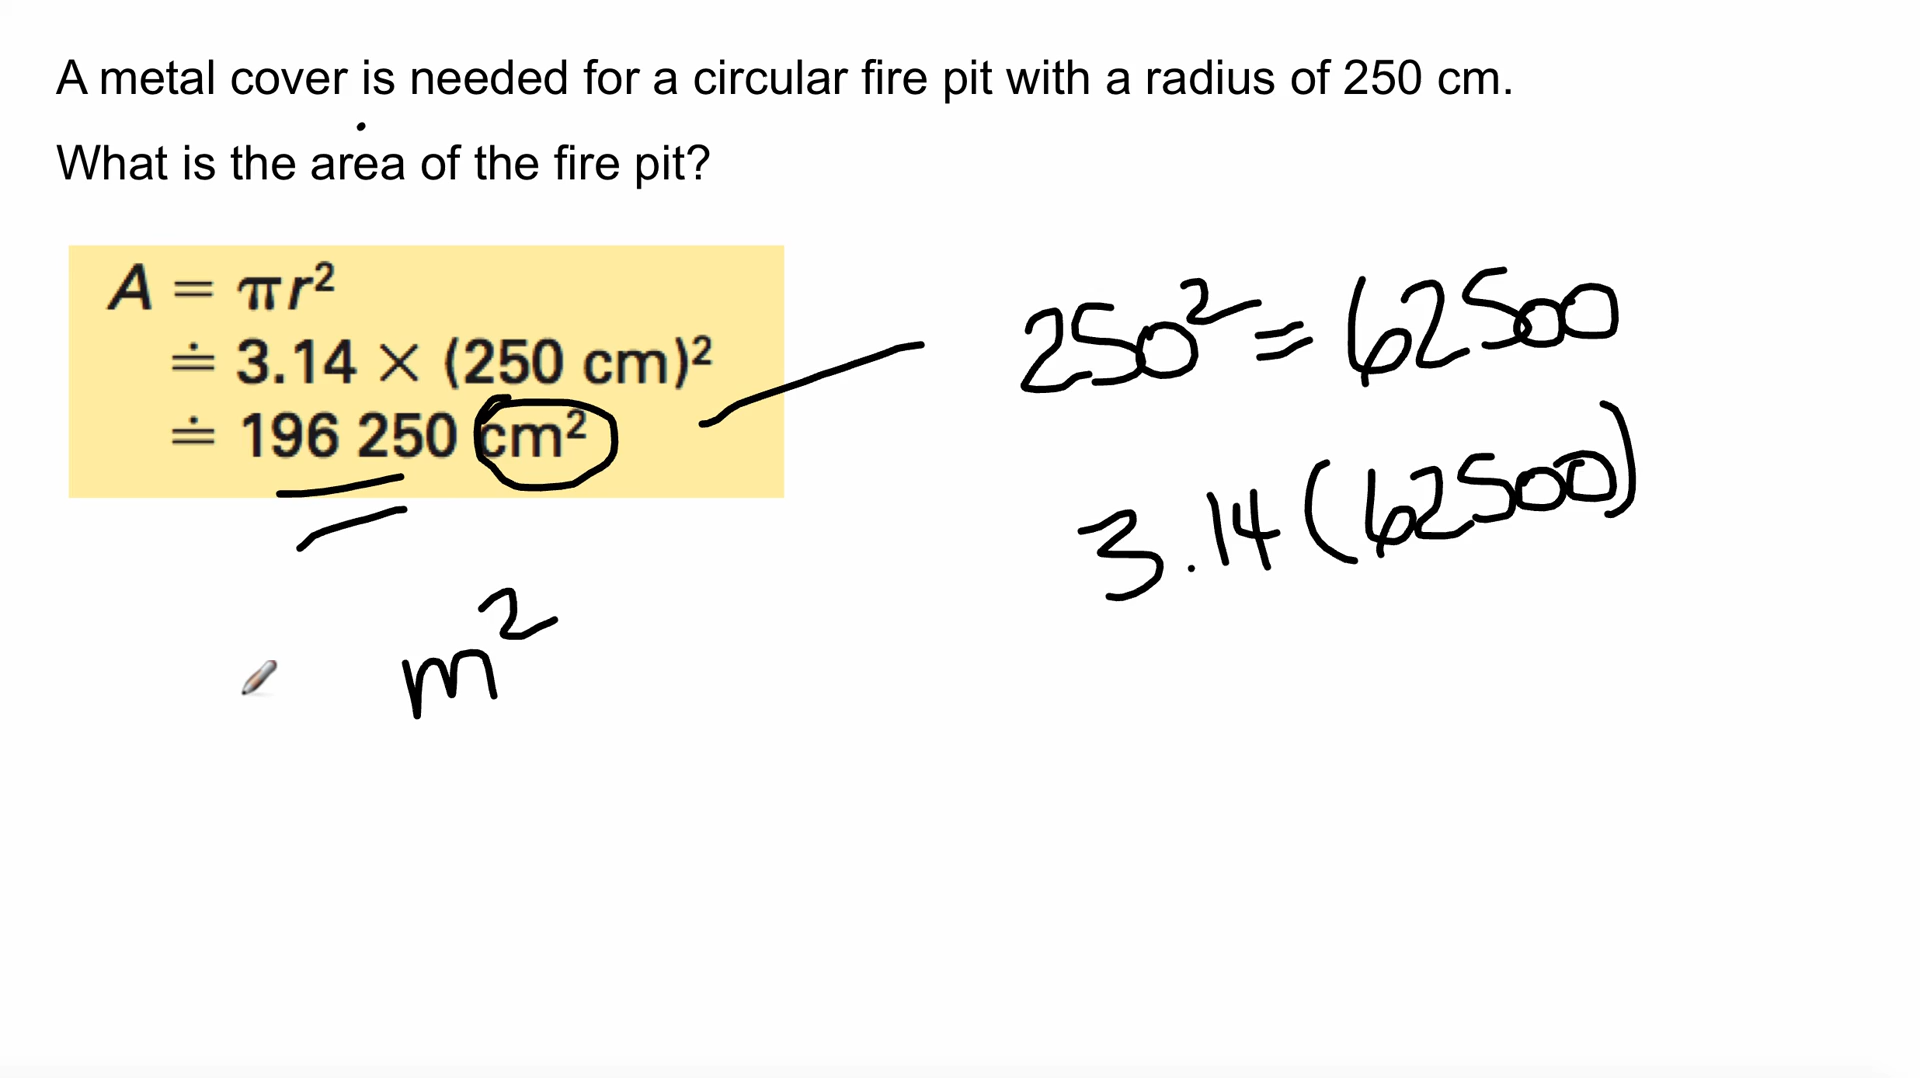 A metal cover is needed for a circular fire pit with a radius of 250 cm.
What is the area of the fire pit?
A = πr²
≐ 3.14 × (250 cm)²
≐ 196 250 cm²
250² = 62500
3.14 (62500)
m²